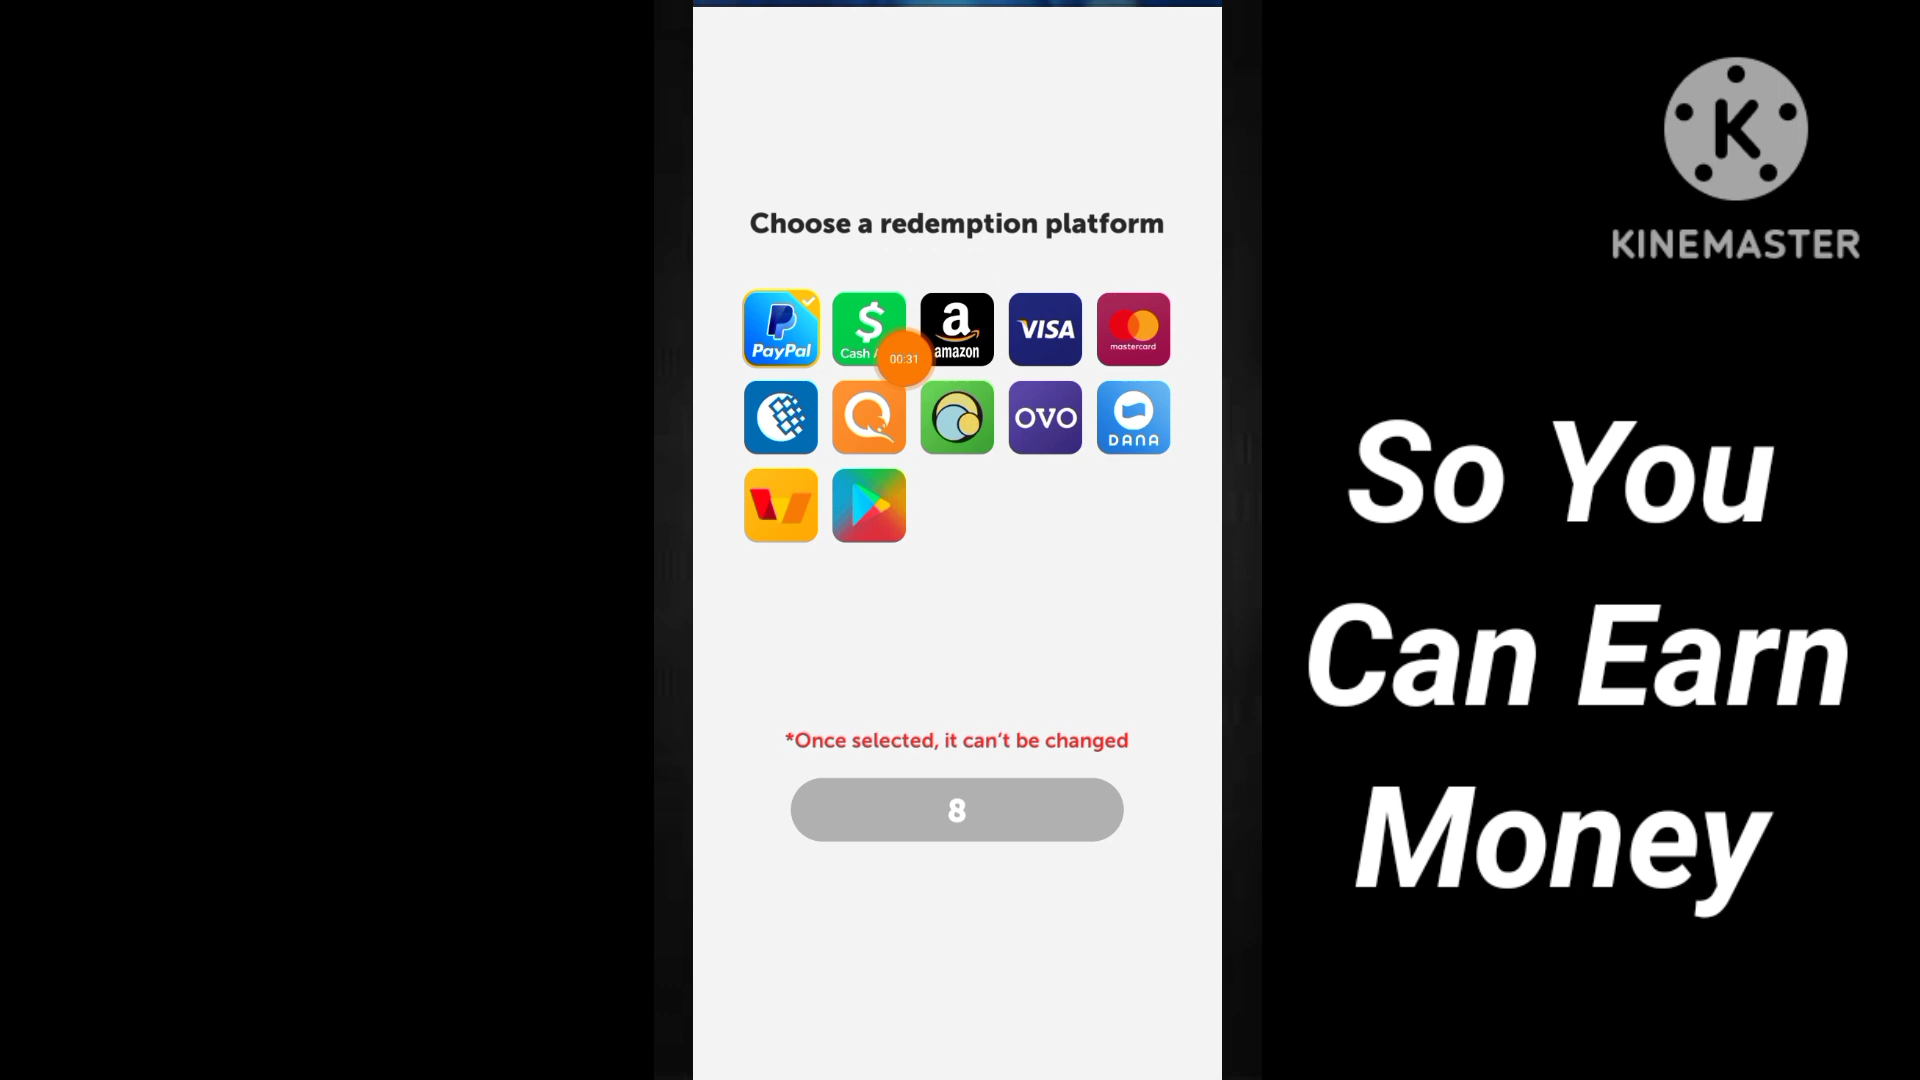 Choose a redemption platform
PayPal
Cash
00:31
a
amazon
VISA
mastercard
OVO
DANA
*Once selected, it can't be changed
8
K
KINEMASTER
So You
Can Earn
Money